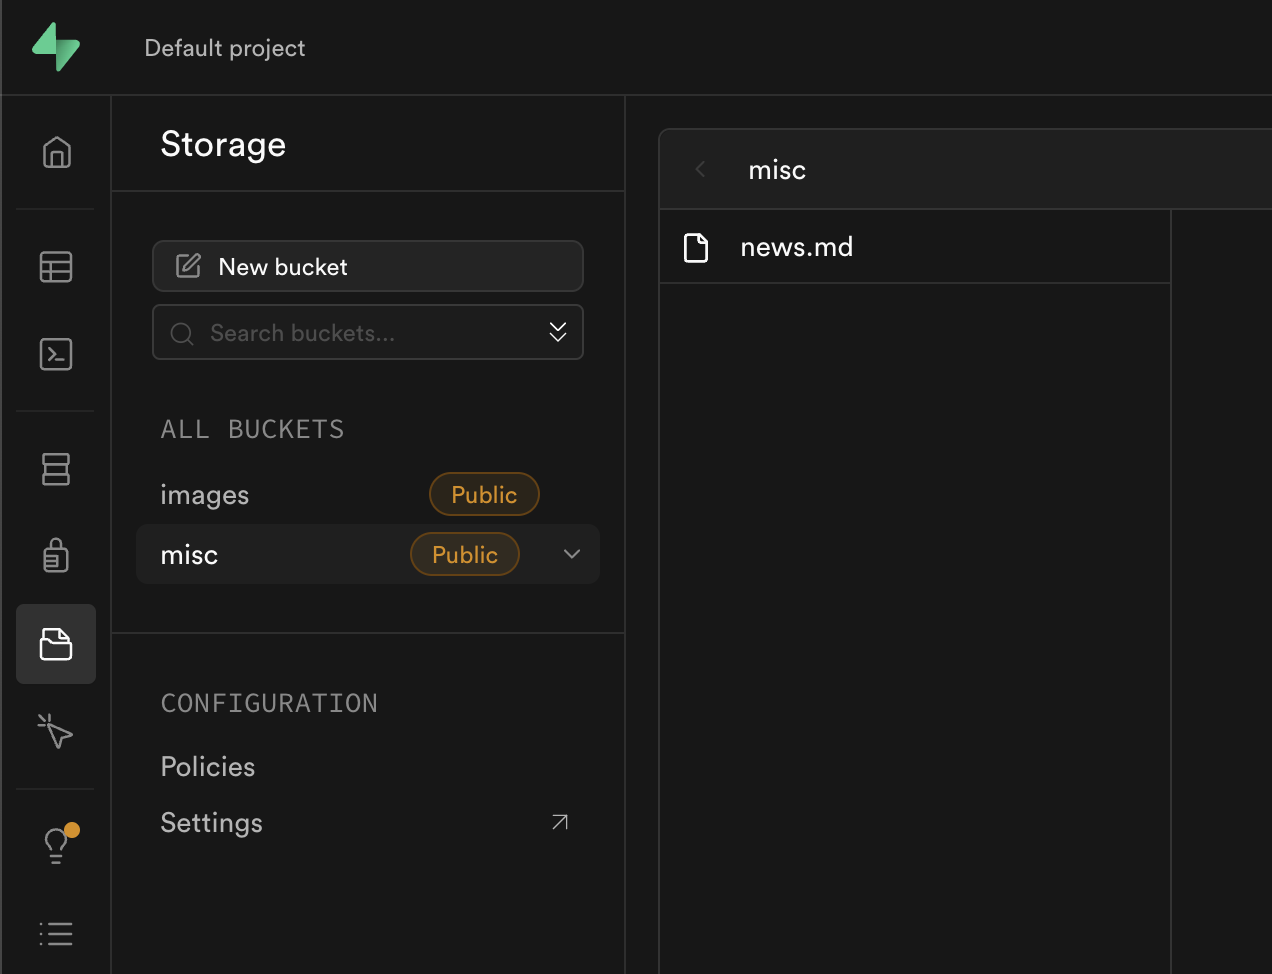 Default project
Storage
New bucket
Search buckets...
ALL BUCKETS
images Public
misc Public
CONFIGURATION
Policies
Settings
misc
news.md